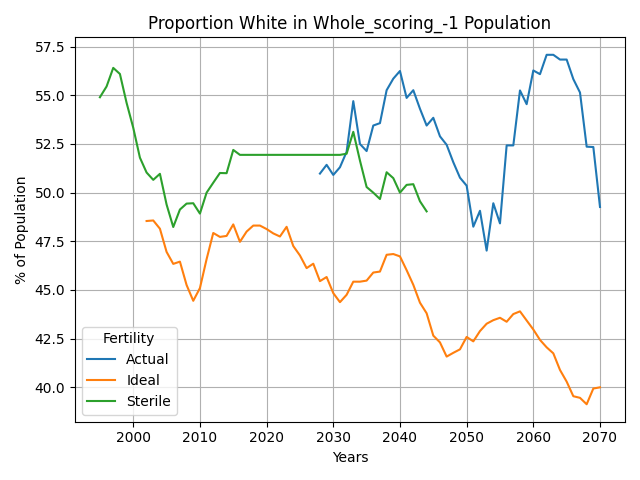 Proportion White in Whole_scoring_-1 Population
% of Population
57.5
55.0
52.5
50.0
47.5
45.0
42.5
40.0
Fertility
Actual
Ideal
Sterile
2000 2010 2020 2030 2040 2050 2060 2070
Years